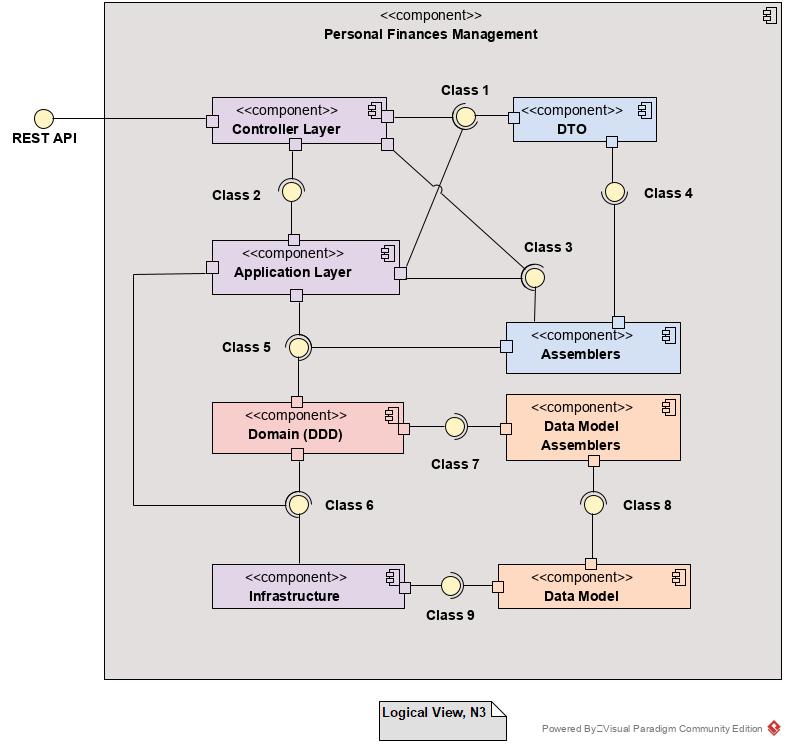 <<component>>
Personal Finances Management
REST API
<<component>>
Controller Layer
Class 1
<<component>>
DTO
Class 2
Class 4
<<component>>
Application Layer
Class 3
Class 5
<<component>>
Assemblers
<<component>>
Domain (DDD)
<<component>>
Data Model
Assemblers
Class 7
Class 6
Class 8
<<component>>
Infrastructure
<<component>>
Data Model
Class 9
Logical View, N3
Powered By Visual Paradigm Community Edition